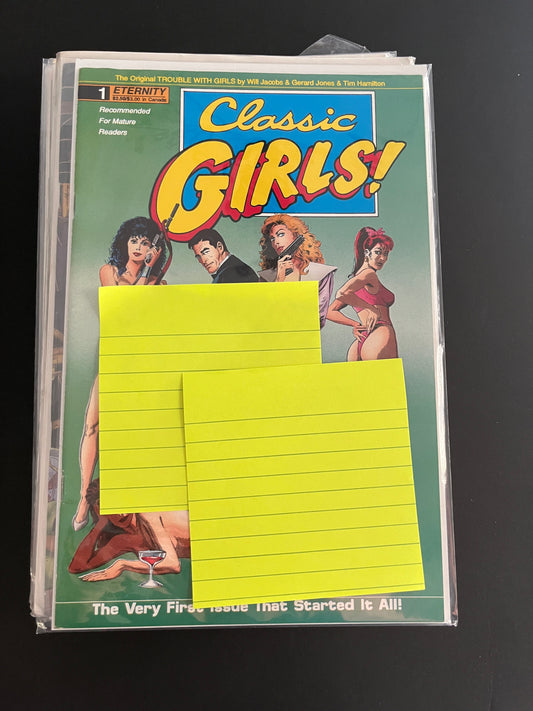 The Original TROUBLE WITH GIRLS by Will Jacobs & Gerard Jones & Tim Hamilton
1 ETERNITY
$2.50/$3.00 in Canada
Recommended
For Mature
Readers
Classic
GIRLS!
The Very First Issue That Started It All!